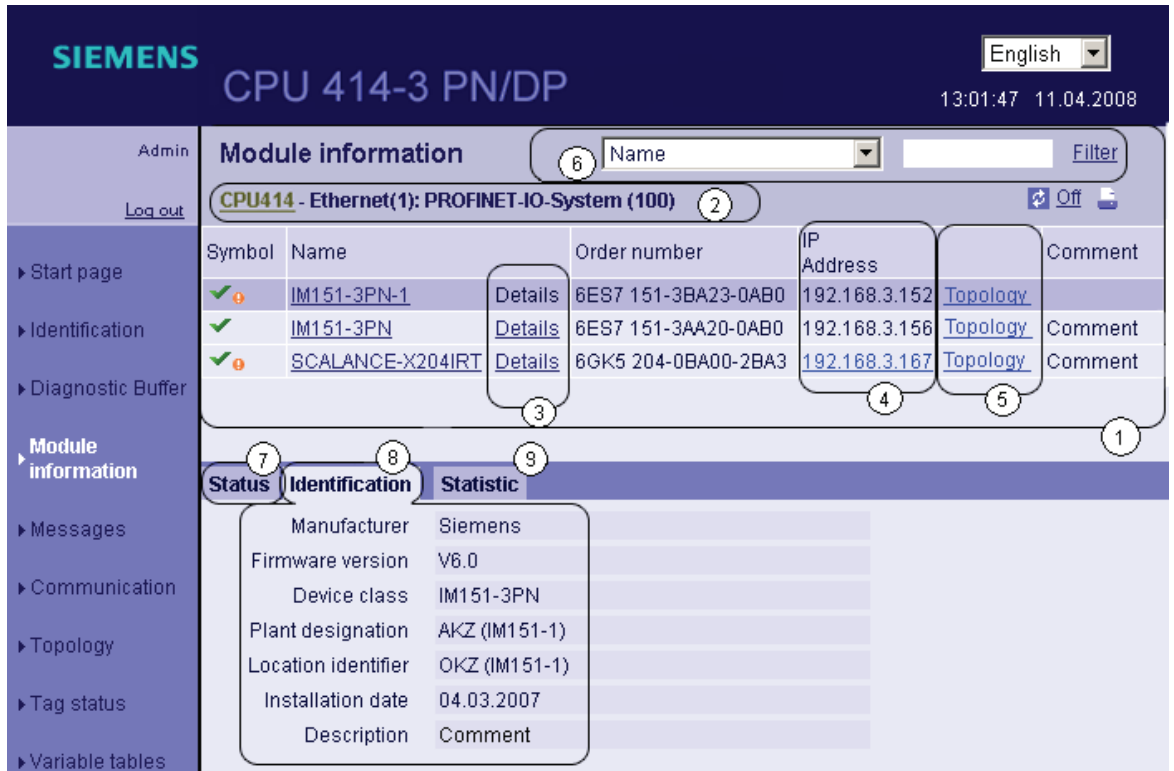 SIEMENS
CPU 414-3 PN/DP
English
13:01:47 11.04.2008
Admin
Log out
Module information
6 Name Filter
CPU414 - Ethernet(1): PROFINET-IO-System (100) 2 Off
Symbol Name Order number IP Address Comment
IM151-3PN-1 Details 6ES7 151-3BA23-0AB0 192.168.3.152 Topology
IM151-3PN Details 6ES7 151-3AA20-0AB0 192.168.3.156 Topology Comment
SCALANCE-X204IRT Details 6GK5 204-0BA00-2BA3 192.168.3.167 Topology Comment
3 4 5
1
Start page
Identification
Diagnostic Buffer
Module information
Messages
Communication
Topology
Tag status
Variable tables
7 8 9
Status Identification Statistic
Manufacturer Siemens
Firmware version V6.0
Device class IM151-3PN
Plant designation AKZ (IM151-1)
Location identifier OKZ (IM151-1)
Installation date 04.03.2007
Description Comment